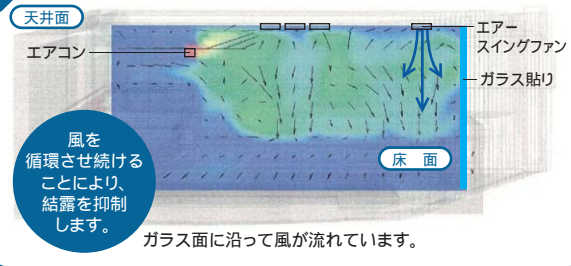 天井面
エアコン
エアー
スイングファン
ガラス貼り
風を
循環させ続ける
ことにより、
結露を抑制
します。
床 面
ガラス面に沿って風が流れています。